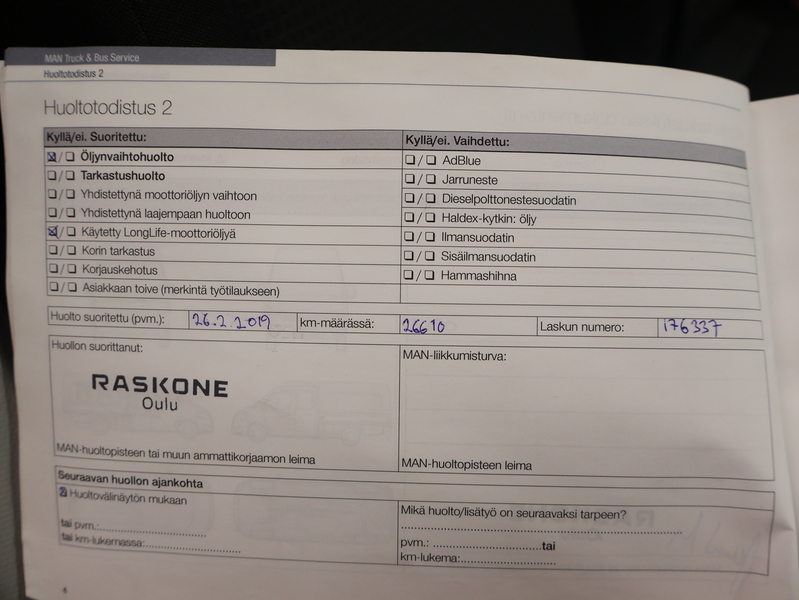 MAN Truck & Bus Service
Huoltotodistus 2
Huoltotodistus 2
Kyllä/ei. Suoritettu:
☒/☐ Öljynvaihtohuolto
☐/☐ Tarkastushuolto
☐/☐ Yhdistettynä moottoriöljyn vaihtoon
☐/☐ Yhdistettynä laajempaan huoltoon
☒/☐ Käytetty LongLife-moottoriöljyä
☐/☐ Korin tarkastus
☐/☐ Korjauskehotus
☐/☐ Asiakkaan toive (merkintä työtilaukseen)
Kyllä/ei. Vaihdettu:
☐/☐ AdBlue
☐/☐ Jarruneste
☐/☐ Dieselpolttonestesuodatin
☐/☐ Haldex-kytkin: öljy
☐/☐ Ilmansuodatin
☐/☐ Sisäilmansuodatin
☐/☐ Hammashihna
Huolto suoritettu (pvm.): 26.2.2019 km-määrässä: 26610 Laskun numero: 176337
Huollon suorittanut:
RASKONE
Oulu
MAN-huoltopisteen tai muun ammattikorjaamon leima
MAN-liikkumisturva:
MAN-huoltopisteen leima
Seuraavan huollon ajankohta
☒ Huoltovälinäytön mukaan
tai pvm.:
tai km-lukemassa:
Mikä huolto/lisätyö on seuraavaksi tarpeen?
pvm.: tai
km-lukema: